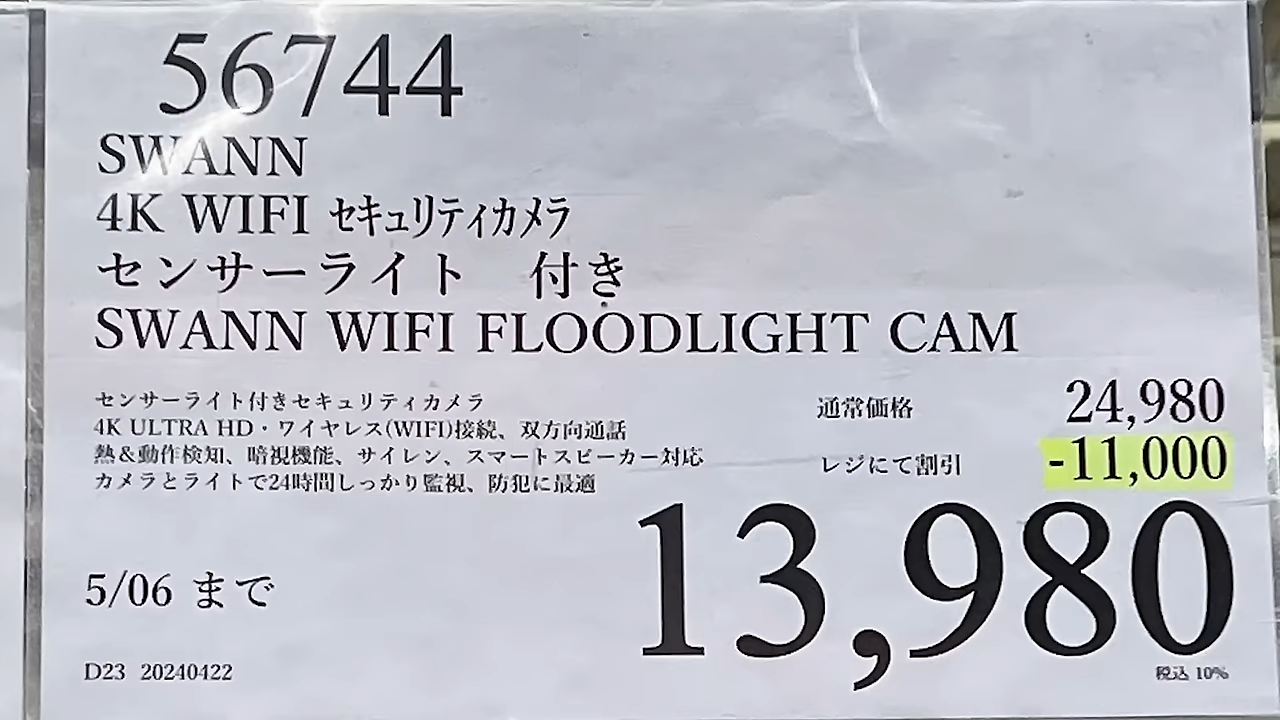 56744
SWANN
4K WIFI セキュリティカメラ
センサーライト　付き
SWANN WIFI FLOODLIGHT CAM
センサーライト付きセキュリティカメラ
4K ULTRA HD・ワイヤレス(WIFI)接続、双方向通話
熱＆動作検知、暗視機能、サイレン、スマートスピーカー対応
カメラとライトで24時間しっかり監視、防犯に最適
通常価格 24,980
レジにて割引 -11,000
13,980
5/06 まで
D23 20240422
税込 10%